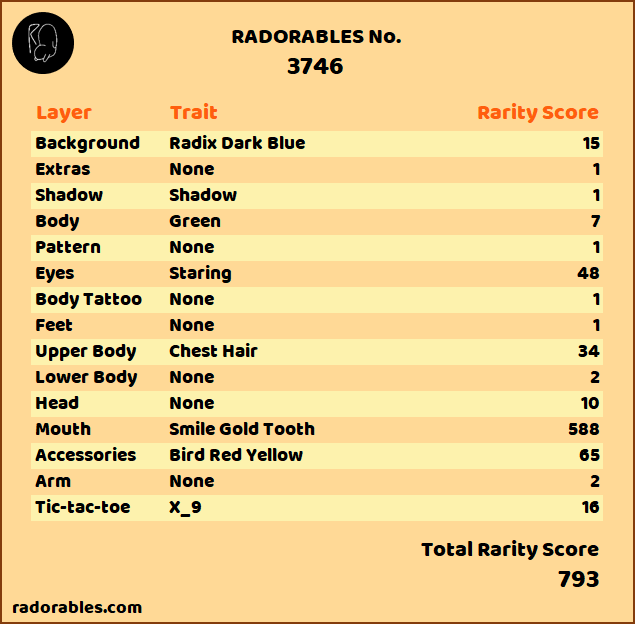 RADORABLES No.
3746
Layer Trait Rarity Score
Background Radix Dark Blue 15
Extras None 1
Shadow Shadow 1
Body Green 7
Pattern None 1
Eyes Staring 48
Body Tattoo None 1
Feet None 1
Upper Body Chest Hair 34
Lower Body None 2
Head None 10
Mouth Smile Gold Tooth 588
Accessories Bird Red Yellow 65
Arm None 2
Tic-tac-toe X_9 16
Total Rarity Score
793
radorables.com